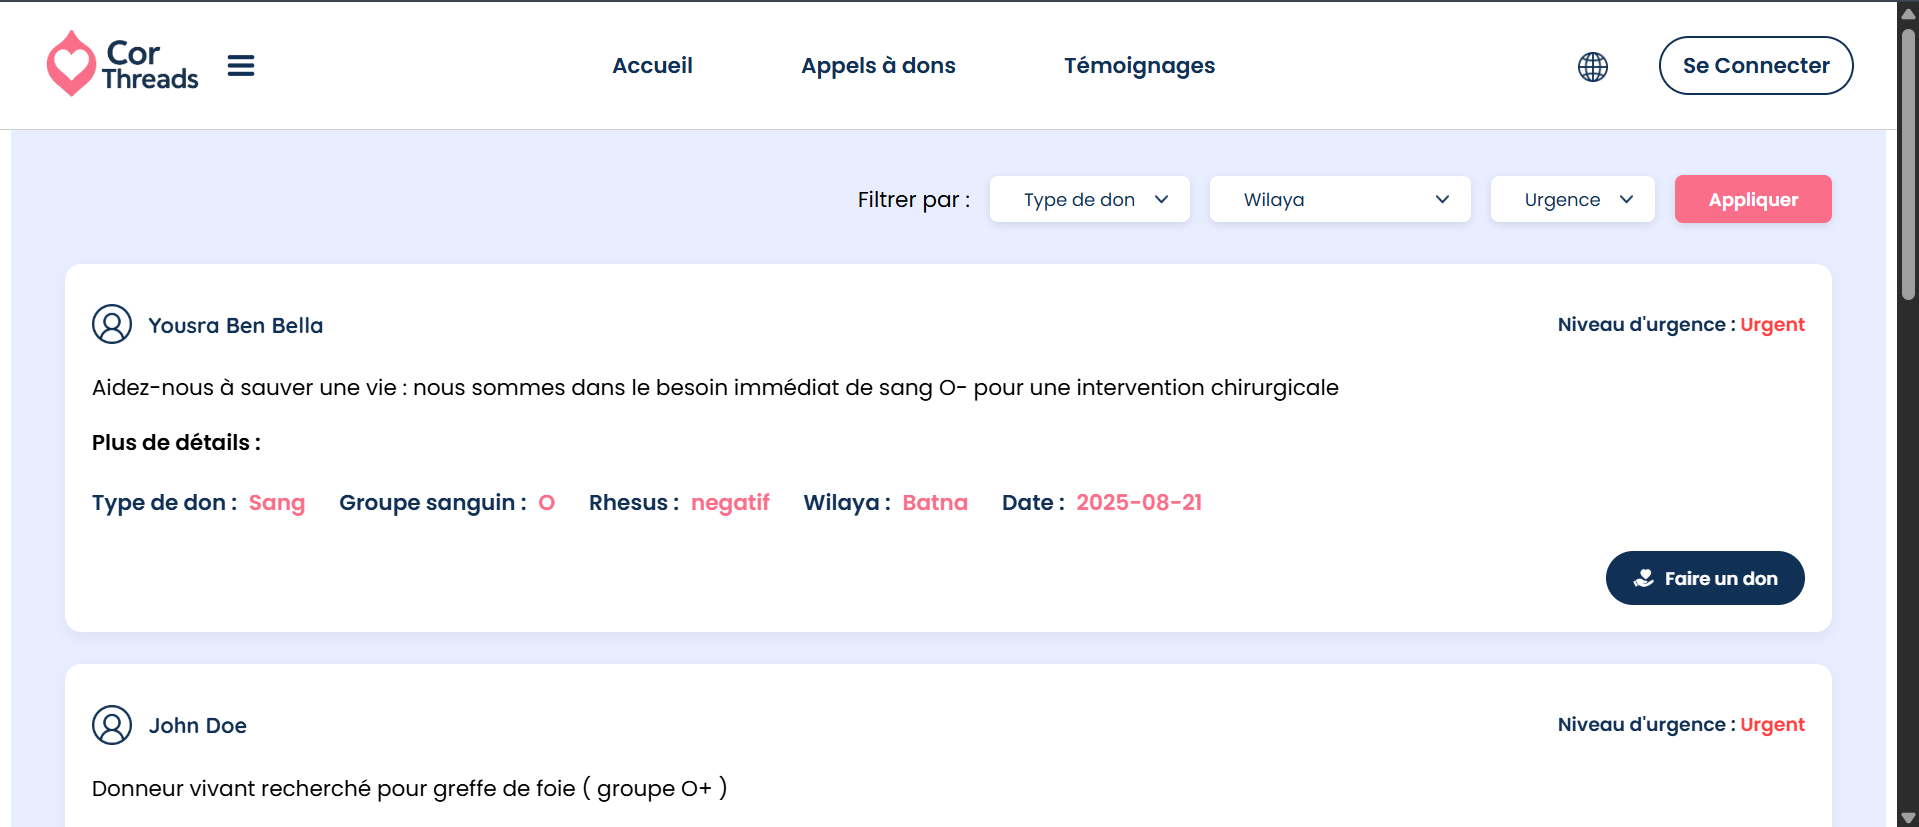 Cor
Threads
Accueil
Appels à dons
Témoignages
Se Connecter
Filtrer par :
Type de don
Wilaya
Urgence
Appliquer
Yousra Ben Bella
Niveau d'urgence : Urgent
Aidez-nous à sauver une vie : nous sommes dans le besoin immédiat de sang O- pour une intervention chirurgicale
Plus de détails :
Type de don : Sang Groupe sanguin : O Rhesus : negatif Wilaya : Batna Date : 2025-08-21
Faire un don
John Doe
Niveau d'urgence : Urgent
Donneur vivant recherché pour greffe de foie ( groupe O+ )